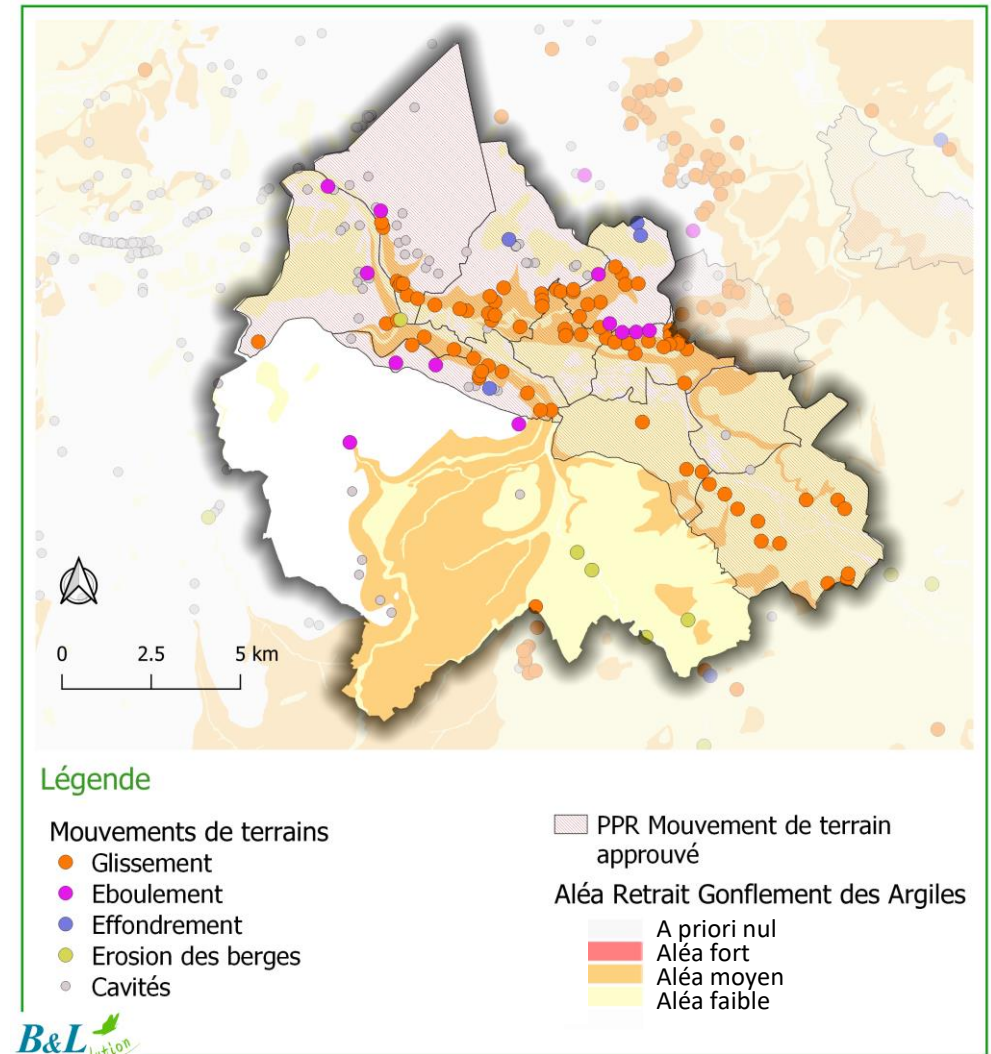 0 2.5 5 km
Légende
Mouvements de terrains
Glissement
Eboulement
Effondrement
Erosion des berges
Cavités
PPR Mouvement de terrain
approuvé
Aléa Retrait Gonflement des Argiles
A priori nul
Aléa fort
Aléa moyen
Aléa faible
B&L